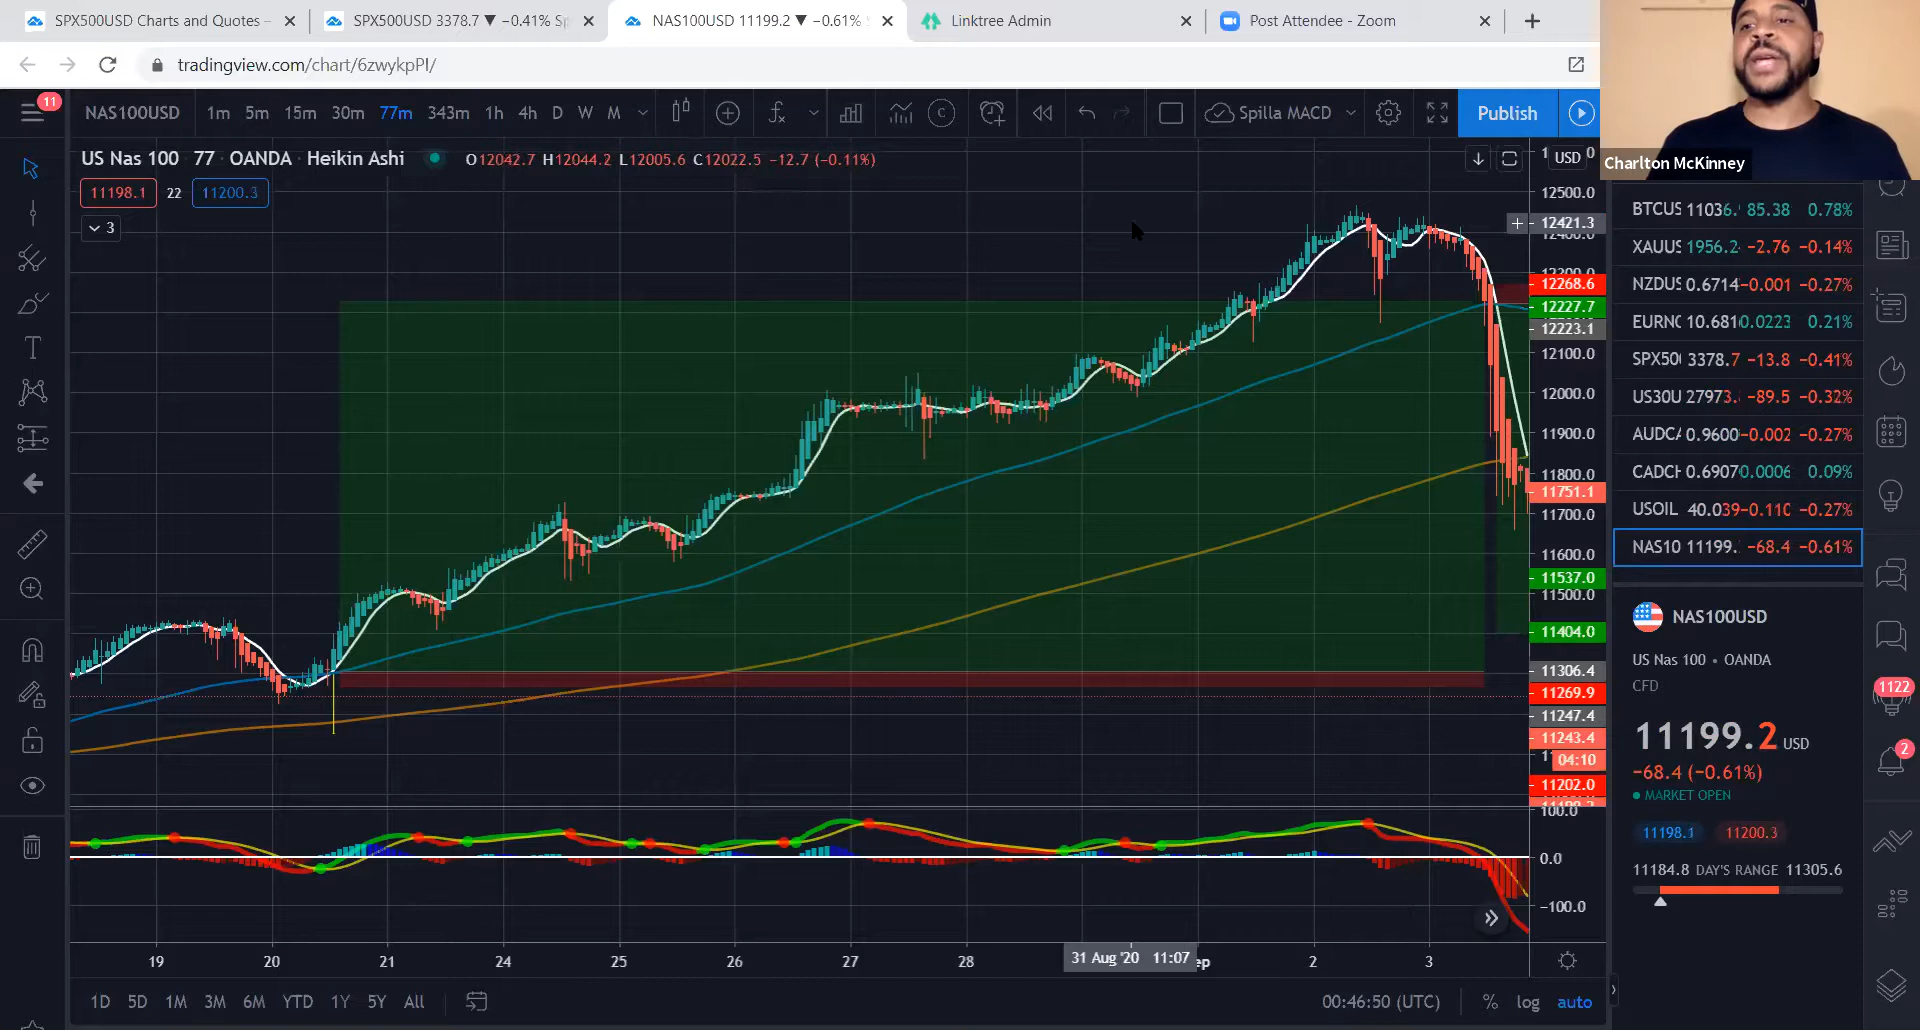 SPX500USD Charts and Quotes –
SPX500USD 3378.7 ▼ −0.41% Sp
NAS100USD 11199.2 ▼ −0.61%
Linktree Admin
Post Attendee - Zoom
tradingview.com/chart/6zwykpPI/
11
NAS100USD 1m 5m 15m 30m 77m 343m 1h 4h D W M
Spilla MACD
Publish
Charlton McKinney
US Nas 100 · 77 · OANDA · Heikin Ashi
O12042.7 H12044.2 L12005.6 C12022.5 −12.7 (−0.11%)
USD
11198.1 22 11200.3
3
12500.0
12421.3
12268.6
12227.7
12223.1
12100.0
12000.0
11900.0
11800.0
11751.1
11700.0
11600.0
11537.0
11500.0
11404.0
11306.4
11269.9
11247.4
11243.4
04:10
11202.0
100.0
0.0
−100.0
19 20 21 24 25 26 27 28 31 Aug '20 11:07 ep 2 3
1D 5D 1M 3M 6M YTD 1Y 5Y All
00:46:50 (UTC) % log auto
BTCUS 11036. 85.38 0.78%
XAUUS 1956.2 −2.76 −0.14%
NZDUS 0.6714 −0.001 −0.27%
EURNO 10.681 0.0223 0.21%
SPX50 3378.7 −13.8 −0.41%
US30U 27973. −89.5 −0.32%
AUDCA 0.9600 −0.002 −0.27%
CADCH 0.6907 0.0006 0.09%
USOIL 40.039 −0.110 −0.27%
NAS10 11199. −68.4 −0.61%
NAS100USD
US Nas 100 • OANDA
CFD
11199.2 USD
−68.4 (−0.61%)
MARKET OPEN
11198.1 11200.3
11184.8 DAY'S RANGE 11305.6
1122
2